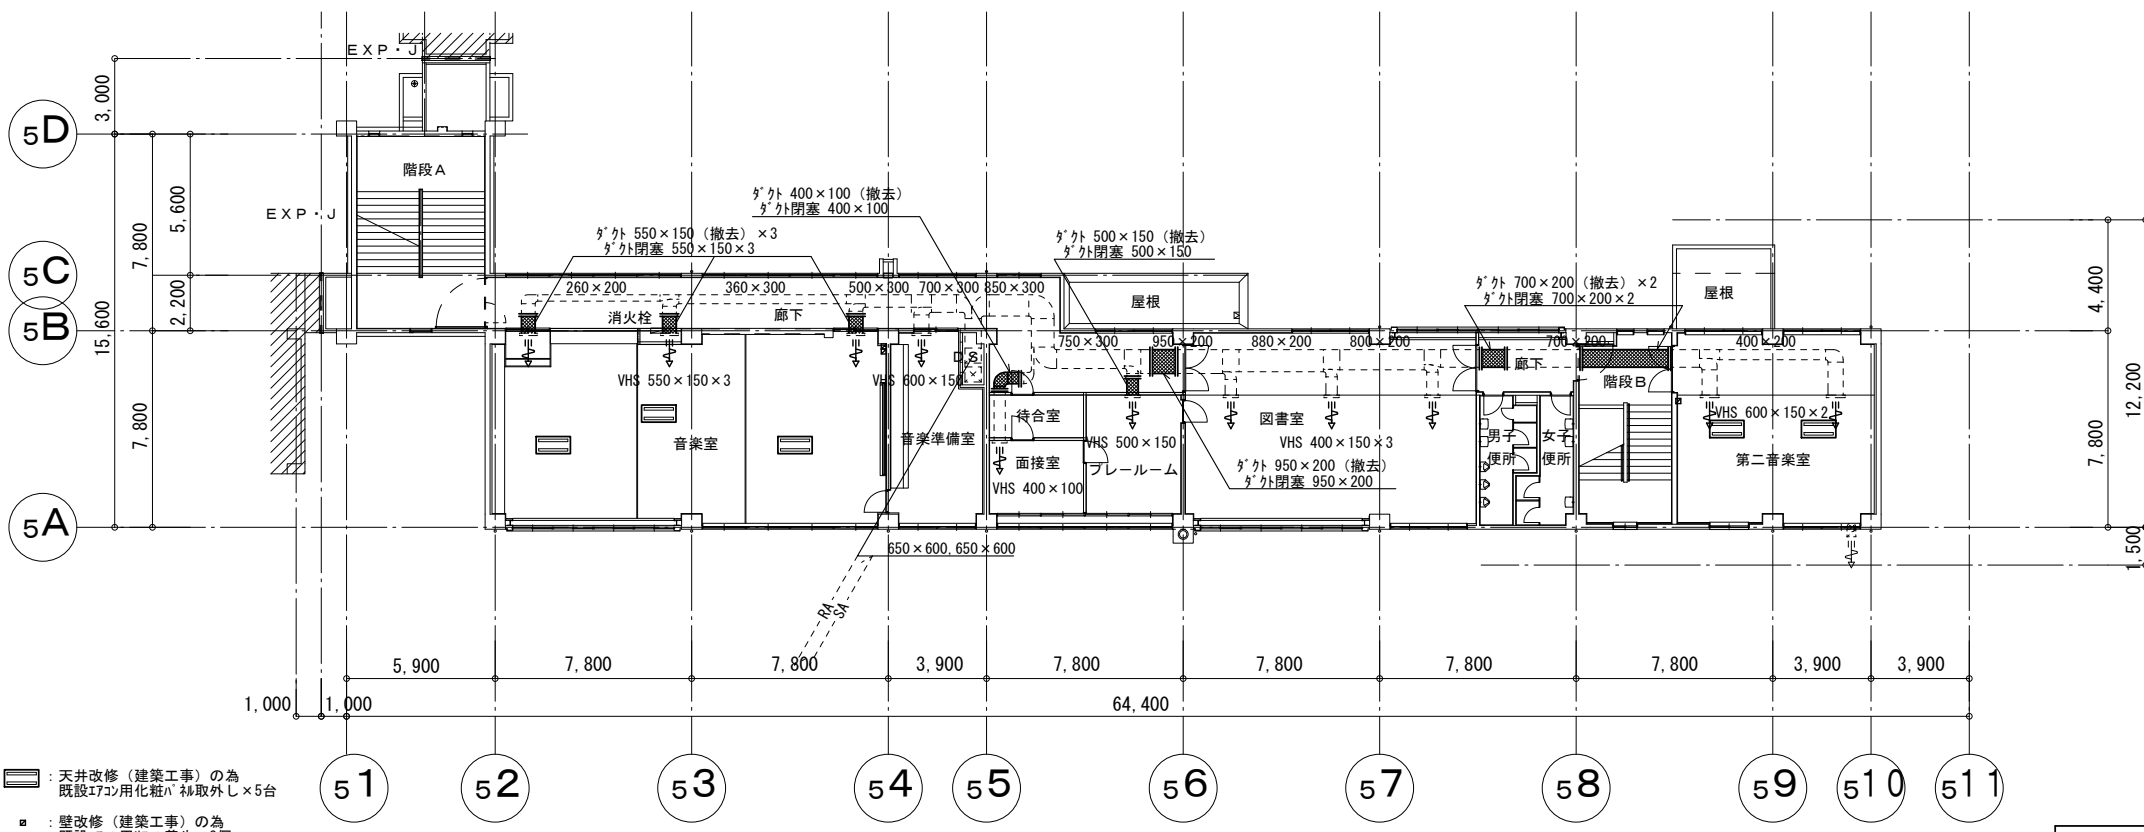 EXP・J
3,000
5D
階段A
5,600
7,800
EXP・J
ダクト 400×100（撤去）
ダクト閉塞 400×100
ダクト 550×150（撤去）×3
ダクト閉塞 550×150×3
ダクト 500×150（撤去）
ダクト閉塞 500×150
ダクト 700×200（撤去）×2
ダクト閉塞 700×200×2
5C
260×200
360×300
500×300
700×300
850×300
屋根
屋根
4,400
2,200
15,600
5B
消火栓
廊下
750×300
950×200
880×200
800×200
700×200
400×200
DS
廊下
VHS 550×150×3
VHS 600×150
階段B
12,200
待合室
図書室
VHS 600×150×2
7,800
音楽室
音楽準備室
VHS 500×150
VHS 400×150×3
男子
便所
女子
便所
7,800
面接室
プレールーム
第二音楽室
VHS 400×100
ダクト 950×200（撤去）
ダクト閉塞 950×200
5A
650×600,650×600
1,500
RA
SA
5,900
7,800
7,800
3,900
7,800
7,800
7,800
7,800
3,900
3,900
1,000
1,000
64,400
51
52
53
54
55
56
57
58
59
510
511
：天井改修（建築工事）の為
既設エアコン用化粧パネル取外し×5台
：壁改修（建築工事）の為